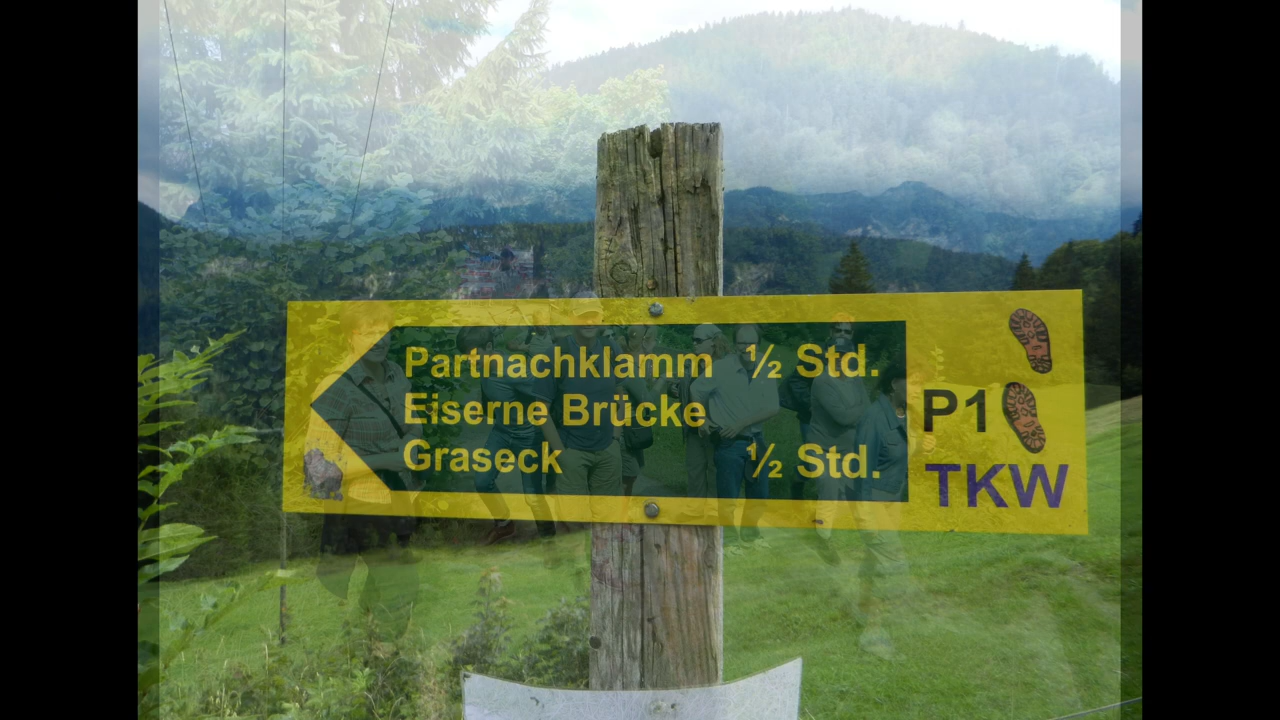 Partnachklamm ½ Std.
Eiserne Brücke
Graseck ½ Std.
P1
TKW